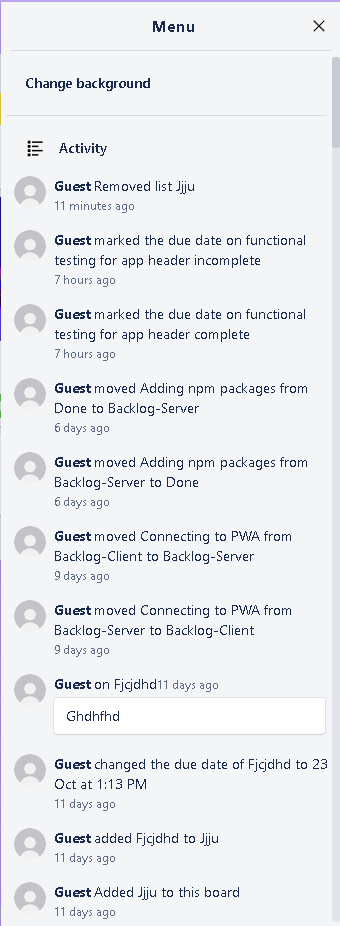 Menu
Change background
Activity
Guest Removed list Jjju
11 minutes ago
Guest marked the due date on functional
testing for app header incomplete
7 hours ago
Guest marked the due date on functional
testing for app header complete
7 hours ago
Guest moved Adding npm packages from
Done to Backlog-Server
6 days ago
Guest moved Adding npm packages from
Backlog-Server to Done
6 days ago
Guest moved Connecting to PWA from
Backlog-Client to Backlog-Server
9 days ago
Guest moved Connecting to PWA from
Backlog-Server to Backlog-Client
9 days ago
Guest on Fjcjdhd11 days ago
Ghdhfhd
Guest changed the due date of Fjcjdhd to 23
Oct at 1:13 PM
11 days ago
Guest added Fjcjdhd to Jjju
11 days ago
Guest Added Jjju to this board
11 days ago